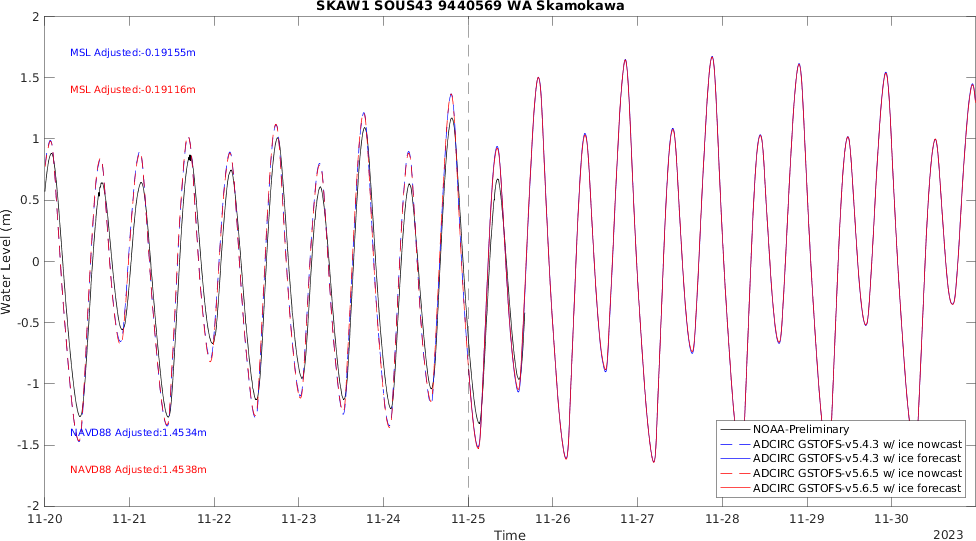 SKAW1 SOUS43 9440569 WA Skamokawa
2
1.5
1
0.5
0
-0.5
-1
-1.5
-2
Water Level (m)
MSL Adjusted:-0.19155m
MSL Adjusted:-0.19116m
NAVD88 Adjusted:1.4534m
NAVD88 Adjusted:1.4538m
NOAA-Preliminary
ADCIRC GSTOFS-v5.4.3 w/ ice nowcast
ADCIRC GSTOFS-v5.4.3 w/ ice forecast
ADCIRC GSTOFS-v5.6.5 w/ ice nowcast
ADCIRC GSTOFS-v5.6.5 w/ ice forecast
11-20 11-21 11-22 11-23 11-24 11-25 11-26 11-27 11-28 11-29 11-30
Time
2023